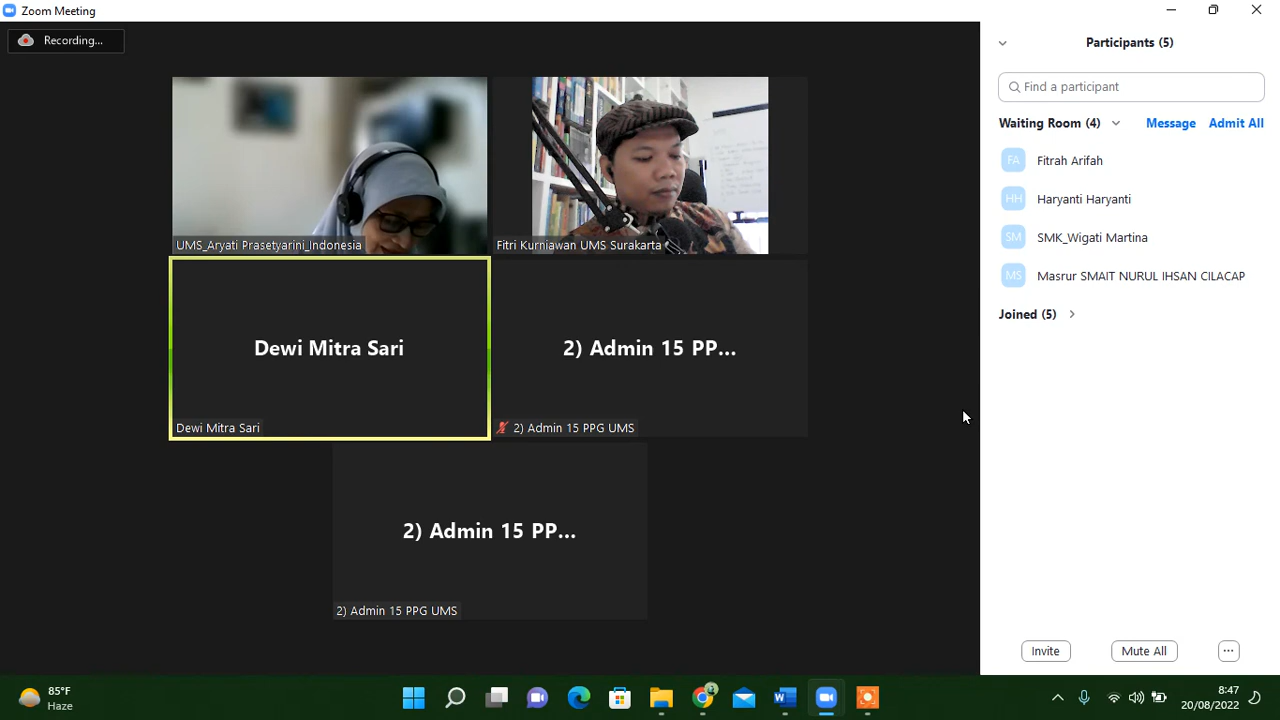 Zoom Meeting
Recording...
UMS_Aryati Prasetyarini_Indonesia
Fitri Kurniawan UMS Surakarta
Dewi Mitra Sari
Dewi Mitra Sari
2) Admin 15 PP...
2) Admin 15 PPG UMS
2) Admin 15 PP...
2) Admin 15 PPG UMS
Participants (5)
Find a participant
Waiting Room (4) Message Admit All
FA Fitrah Arifah
HH Haryanti Haryanti
SM SMK_Wigati Martina
MS Masrur SMAIT NURUL IHSAN CILACAP
Joined (5)
Invite Mute All ...
85°F
Haze
8:47
20/08/2022